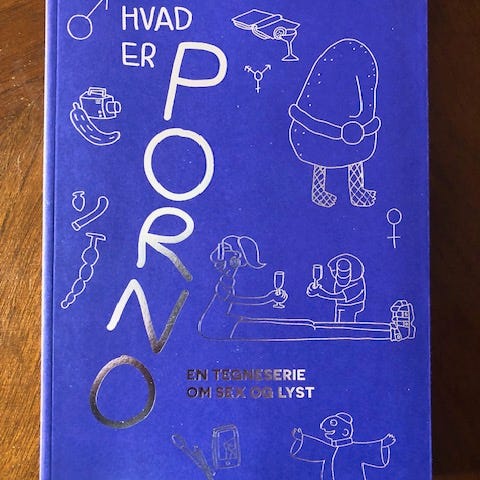 HVAD
ER
PORNO
EN TEGNESERIE
OM SEX OG LYST